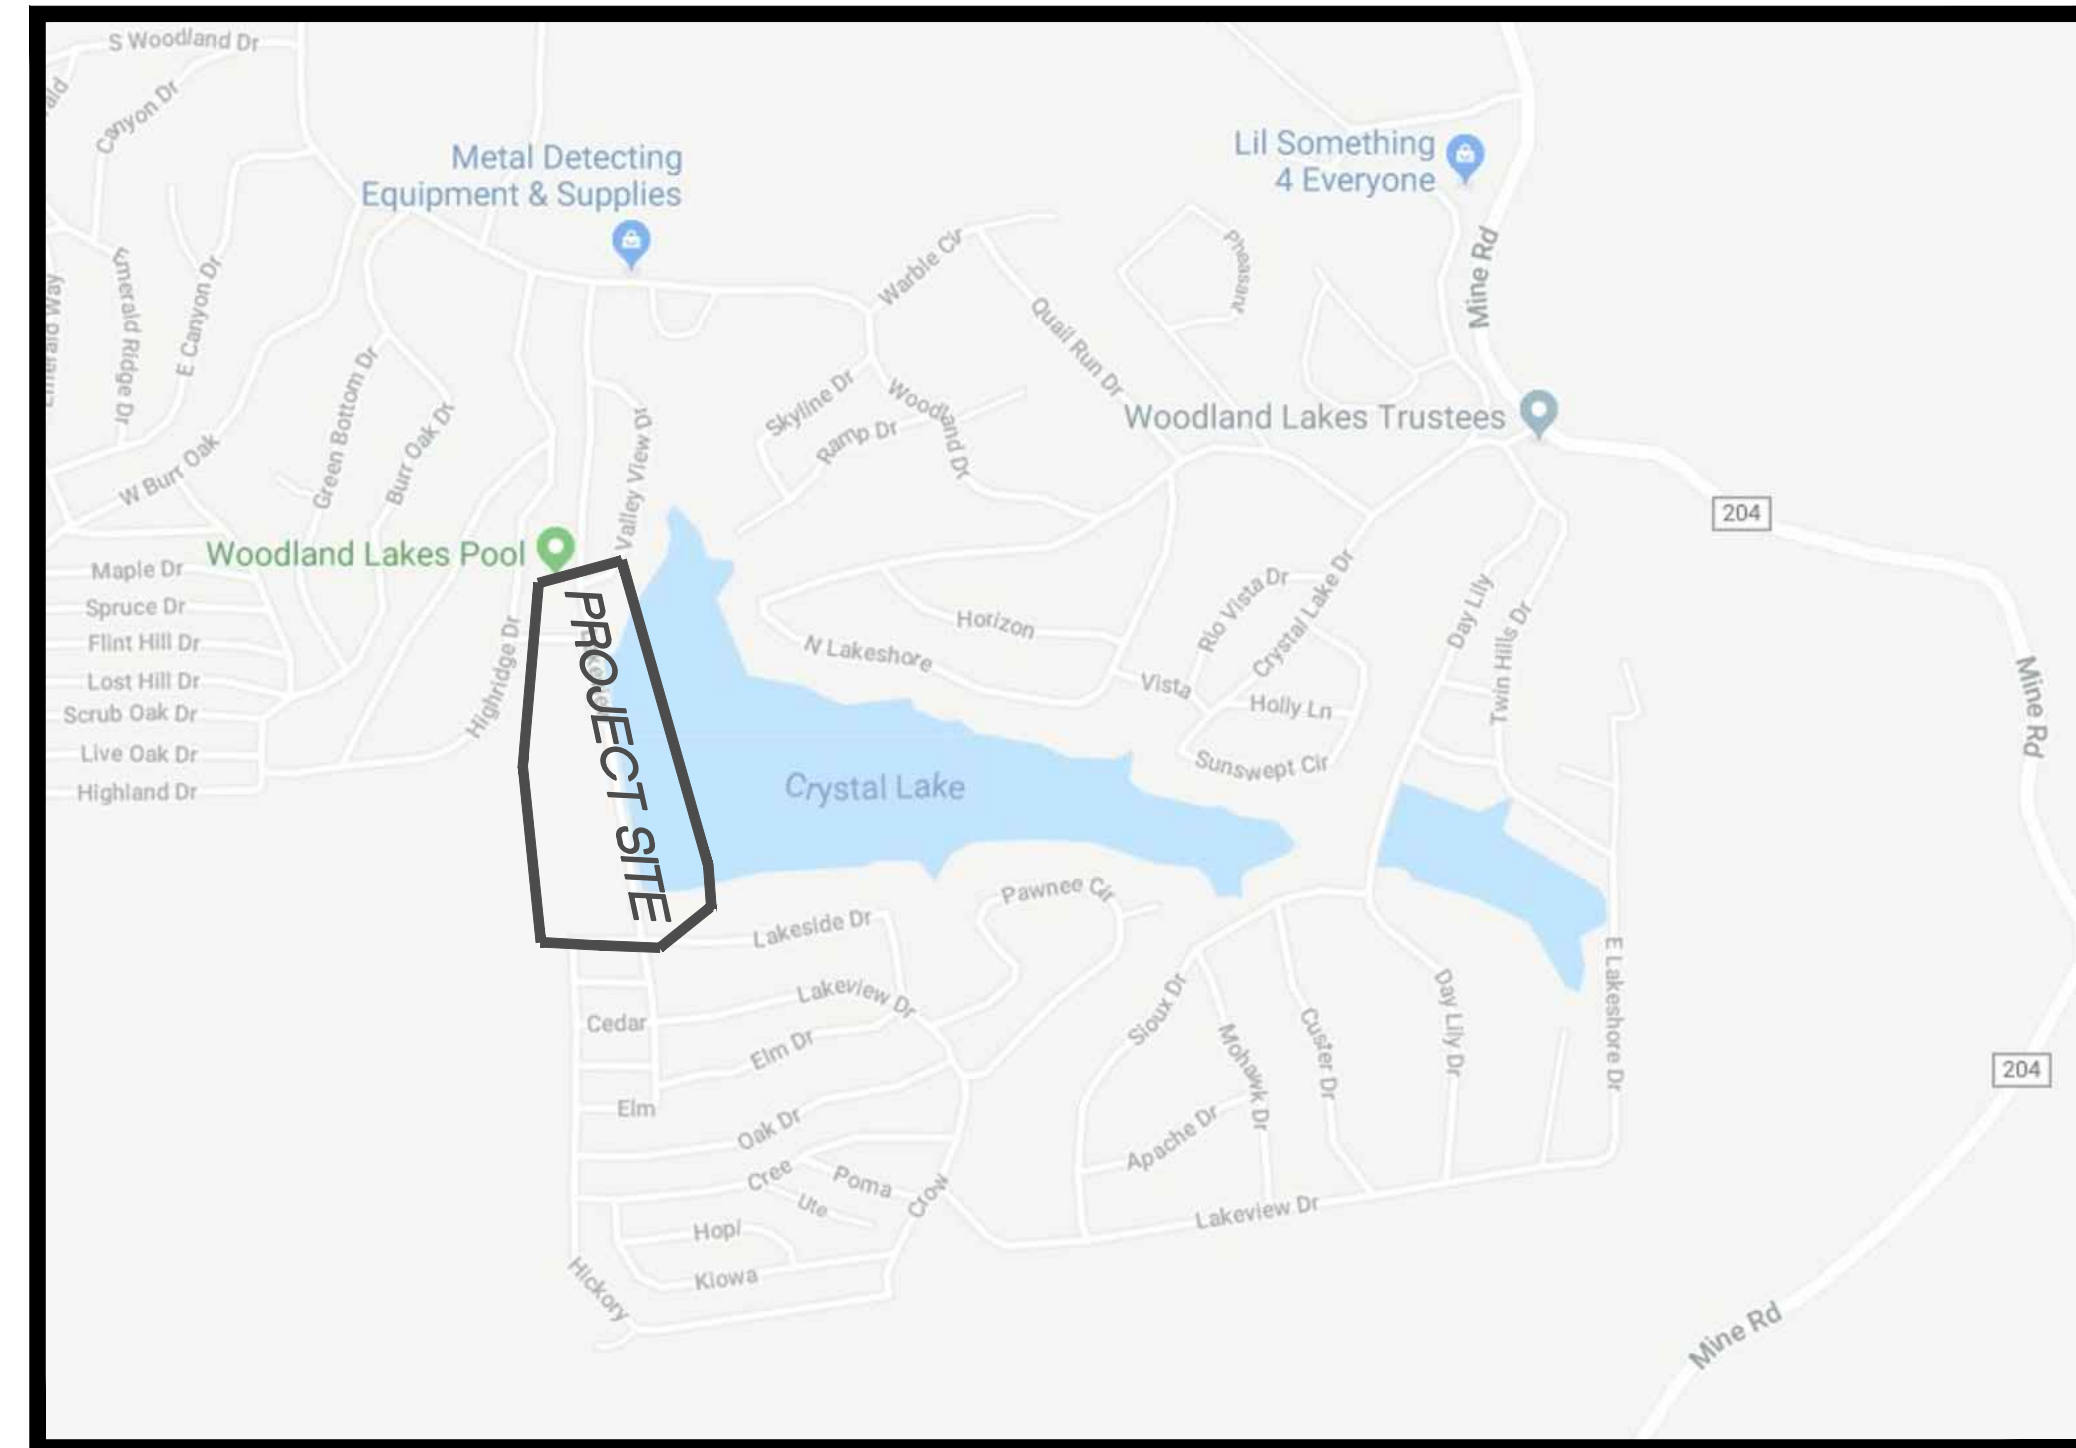 S Woodland Dr
Canyon Dr
Metal Detecting
Equipment & Supplies
Lil Something
4 Everyone
Emerald Ridge Dr
E Canyon Dr
Warble Cir
Pheasant
Mine Rd
Quail Run Dr
Green Bottom Dr
Burr Oak Dr
W Burr Oak
Valley View Dr
Skyline Dr
Ramp Dr
Woodland Dr
Woodland Lakes Trustees
204
Woodland Lakes Pool
Maple Dr
Spruce Dr
Flint Hill Dr
Lost Hill Dr
Scrub Oak Dr
Live Oak Dr
Highland Dr
Highridge Dr
PROJECT SITE
Horizon
N Lakeshore
Vista
Rio Vista Dr
Crystal Lake Dr
Holly Ln
Sunswept Cir
Day Lily
Twin Hills Dr
Mine Rd
Crystal Lake
Pawnee Cir
Lakeside Dr
Lakeview Dr
Cedar
Elm Dr
Elm
Oak Dr
Cree
Poma
Ute
Crow
Hopi
Kiowa
Hickory
Sioux Dr
Mohawk Dr
Custer Dr
Apache Dr
Day Lily Dr
E Lakeshore Dr
Lakeview Dr
204
Mine Rd